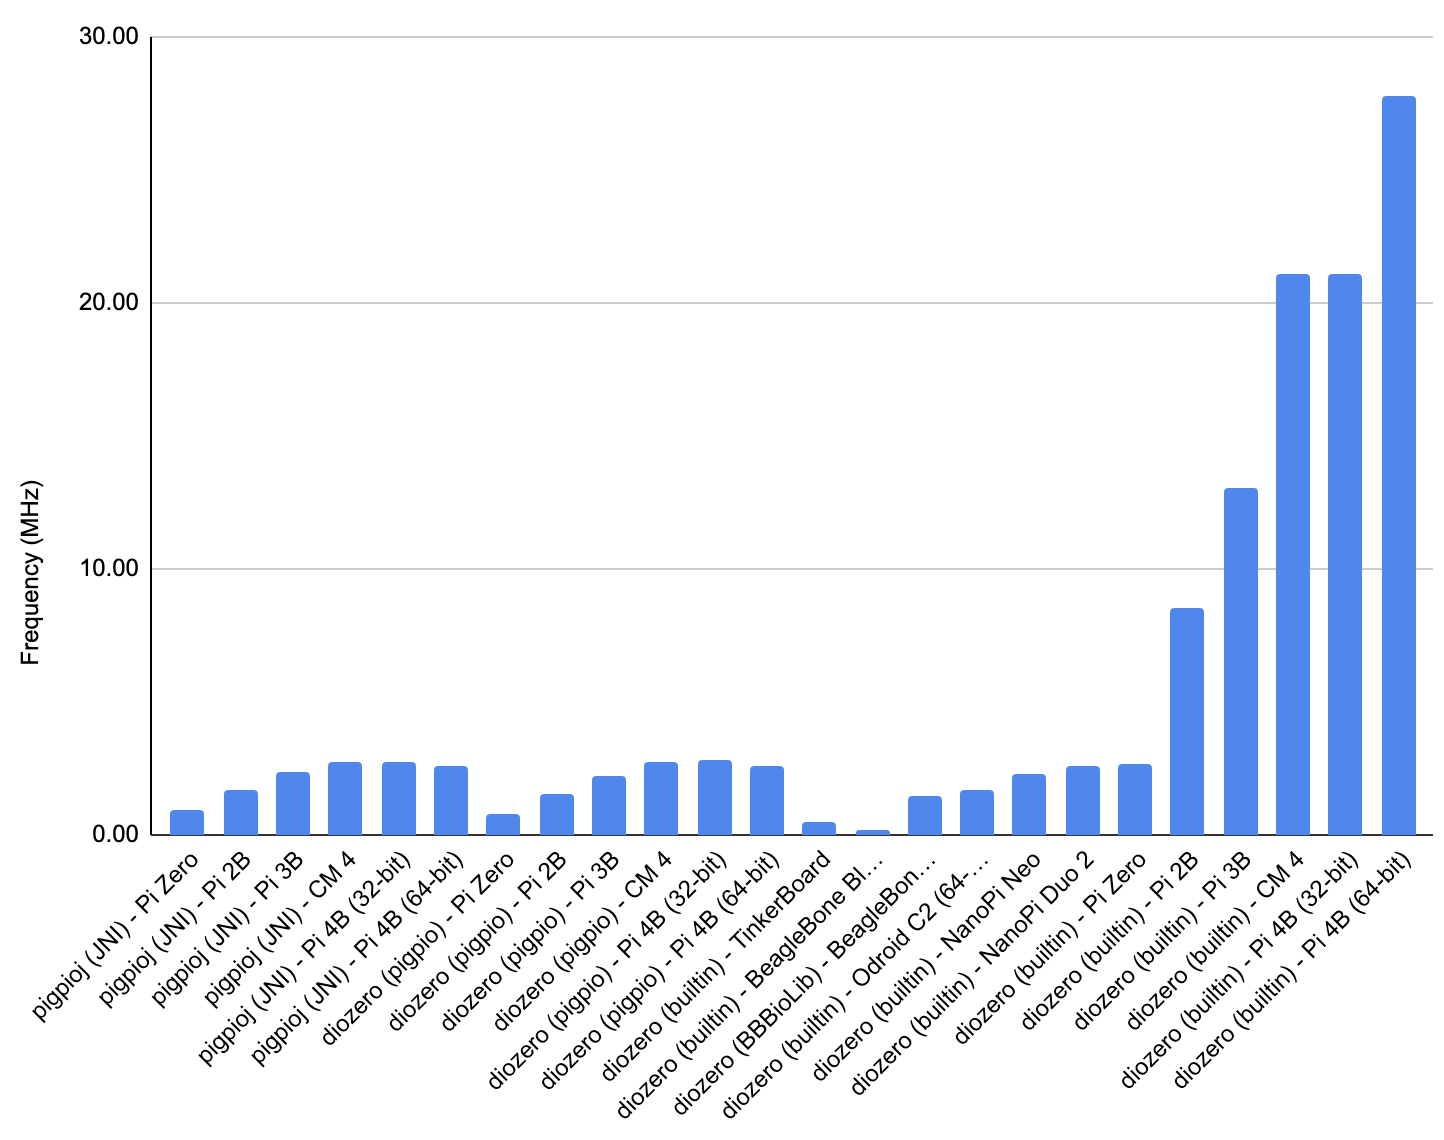 30.00
20.00
10.00
0.00
Frequency (MHz)
pigpioj (JNI) - Pi Zero
pigpioj (JNI) - Pi 2B
pigpioj (JNI) - Pi 3B
pigpioj (JNI) - CM 4
pigpioj (JNI) - Pi 4B (32-bit)
pigpioj (JNI) - Pi 4B (64-bit)
diozero (pigpio) - Pi Zero
diozero (pigpio) - Pi 2B
diozero (pigpio) - Pi 3B
diozero (pigpio) - CM 4
diozero (pigpio) - Pi 4B (32-bit)
diozero (pigpio) - Pi 4B (64-bit)
diozero (builtin) - TinkerBoard
diozero (builtin) - BeagleBone Bl…
diozero (BBBioLib) - BeagleBon…
diozero (builtin) - Odroid C2 (64-…
diozero (builtin) - NanoPi Neo
diozero (builtin) - NanoPi Duo 2
diozero (builtin) - Pi Zero
diozero (builtin) - Pi 2B
diozero (builtin) - Pi 3B
diozero (builtin) - CM 4
diozero (builtin) - Pi 4B (32-bit)
diozero (builtin) - Pi 4B (64-bit)